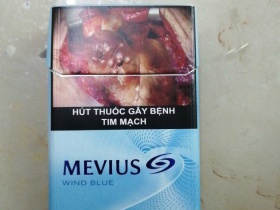 HÚT THUỐC GÂY BỆNH
TIM MẠCH
MEVIUS
WIND BLUE